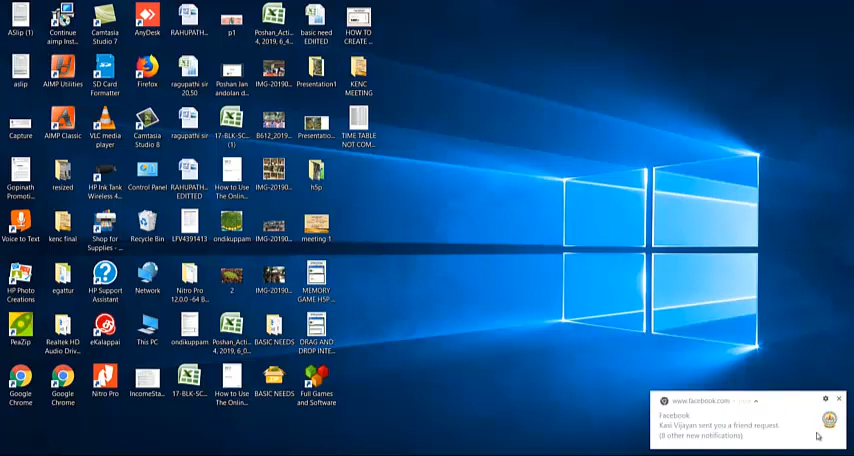 ASlip (1)
Continue
aimp Inst...
Camtasia
Studio 7
AnyDesk
RAHUPATH...
p1
Poshan_Acti...
4, 2019, 6_4...
basic need
EDIITED
HOW TO
CREATE ...
aslip
AIMP Utilities
SD Card
Formatter
Firefox
ragupathi sir
20,50
Poshan Jan
andolan d...
IMG-20190...
Presentation1
KENC
MEETING
Capture
AIMP Classic
VLC media
player
Camtasia
Studio 8
ragupathi sir
17-BLK-SC...
(1)
B612_2019...
Presentatio...
TIME TABLE
NOT COM...
Gopinath
Promoti...
resized
HP Ink Tank
Wireless 4...
Control Panel
RAHUPATH...
EDITTED
How to Use
The Onlin...
IMG-20190...
h5p
Voice to Text
kenc final
Shop for
Supplies - ...
Recycle Bin
LFV4391413
ondikuppam
IMG-20190...
meeting 1
HP Photo
Creations
egattur
HP Support
Assistant
Network
Nitro Pro
12.0.0 -64 B...
2
IMG-20190...
MEMORY
GAME H5P ...
PeaZip
Realtek HD
Audio Driv...
eKalappai
This PC
ondikuppam
Poshan_Acti...
4, 2019, 6_0...
BASIC NEEDS
DRAG AND
DROP INTE...
Google
Chrome
Google
Chrome
Nitro Pro
IncomeSta...
17-BLK-SC...
How to Use
The Onlin...
BASIC NEEDS
Full Games
and Software
www.facebook.com
Facebook
Kasi Vijayan sent you a friend request.
(8 other new notifications)